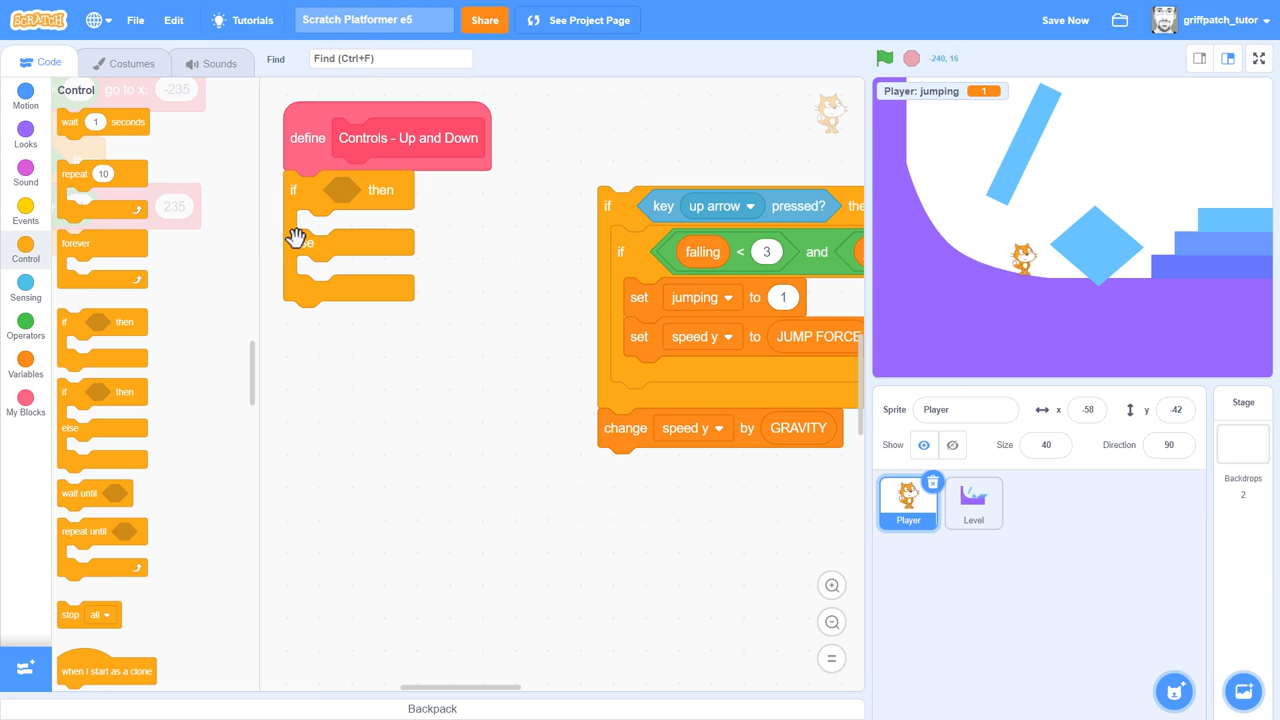 SCRATCH File Edit Tutorials Scratch Platformer e5 Share See Project Page Save Now griffpatch_tutor
Code Costumes Sounds Find Find (Ctrl+F) -240, 16
Motion
Looks
Sound
Events
Control
Sensing
Operators
Variables
My Blocks
go to x: -235
Control
wait 1 seconds
repeat 10
235
forever
if then
if then
else
wait until
repeat until
stop all
when I start as a clone
define Controls - Up and Down
if then
if key up arrow pressed?
if falling < 3 and
set jumping to 1
set speed y to JUMP FORCE
change speed y by GRAVITY
Player: jumping 1
Sprite Player x -58 y -42
Show Size 40 Direction 90
Player
Level
Stage
Backdrops
2
Backpack